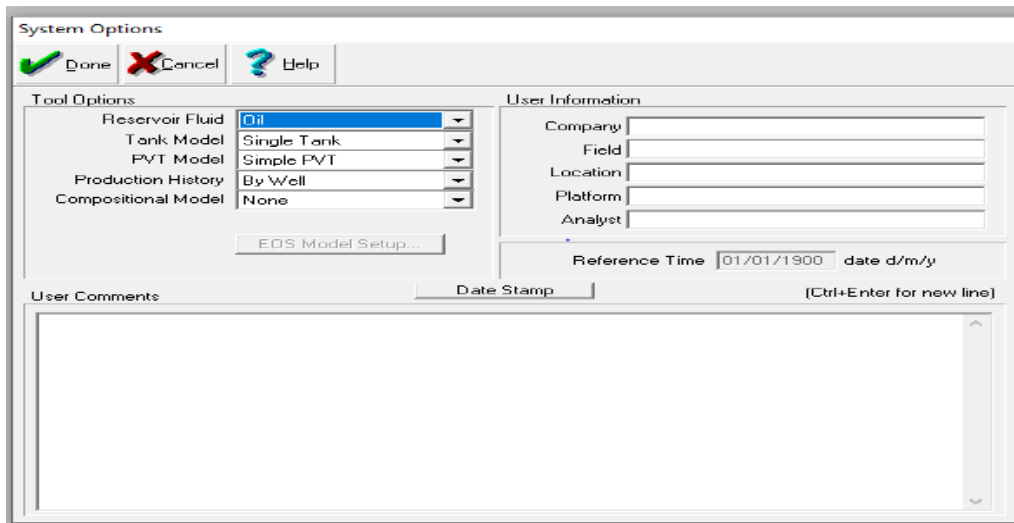 System Options
Done Cancel Help
Tool Options
Reservoir Fluid Oil
Tank Model Single Tank
PVT Model Simple PVT
Production History By Well
Compositional Model None
EOS Model Setup...
User Information
Company
Field
Location
Platform
Analyst
Reference Time 01/01/1900 date d/m/y
User Comments Date Stamp (Ctrl+Enter for new line)